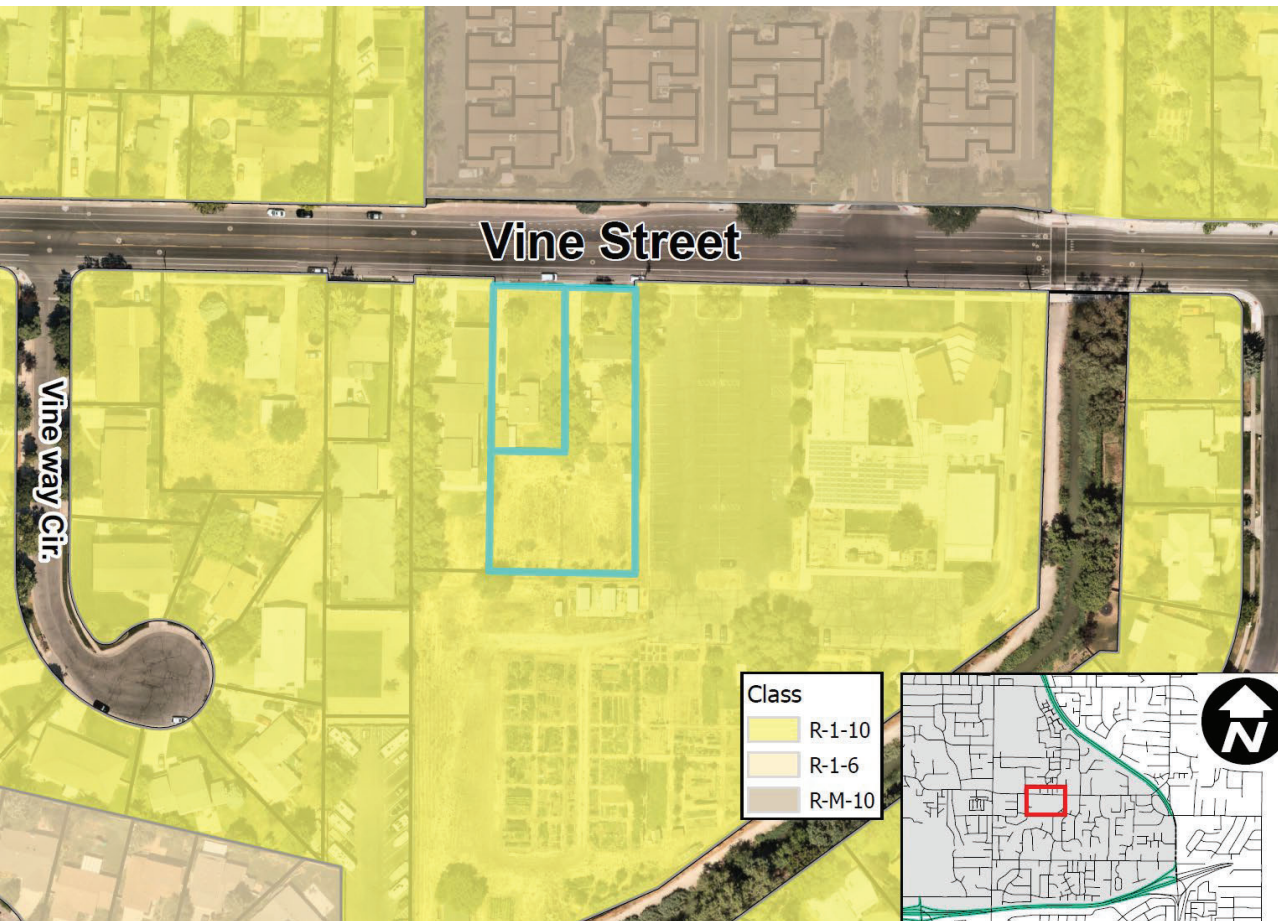 Vine Street
Vine way Cir.
Class
R-1-10
R-1-6
R-M-10
N